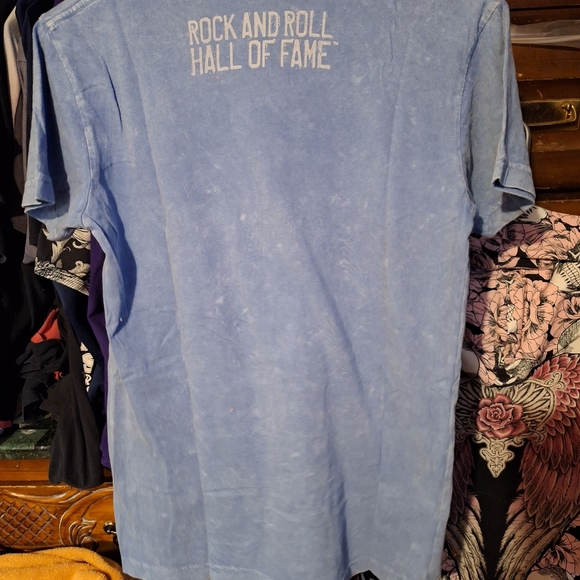 ROCK AND ROLL
HALL OF FAME™